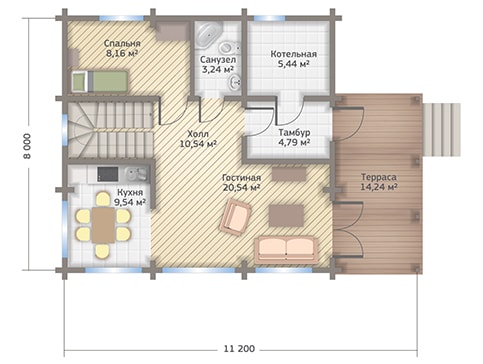 Спальня
8,16 м²
Санузел
3,24 м²
Котельная
5,44 м²
Холл
10,54 м²
Тамбур
4,79 м²
Кухня
9,54 м²
Гостиная
20,54 м²
Терраса
14,24 м²
8 000
11 200